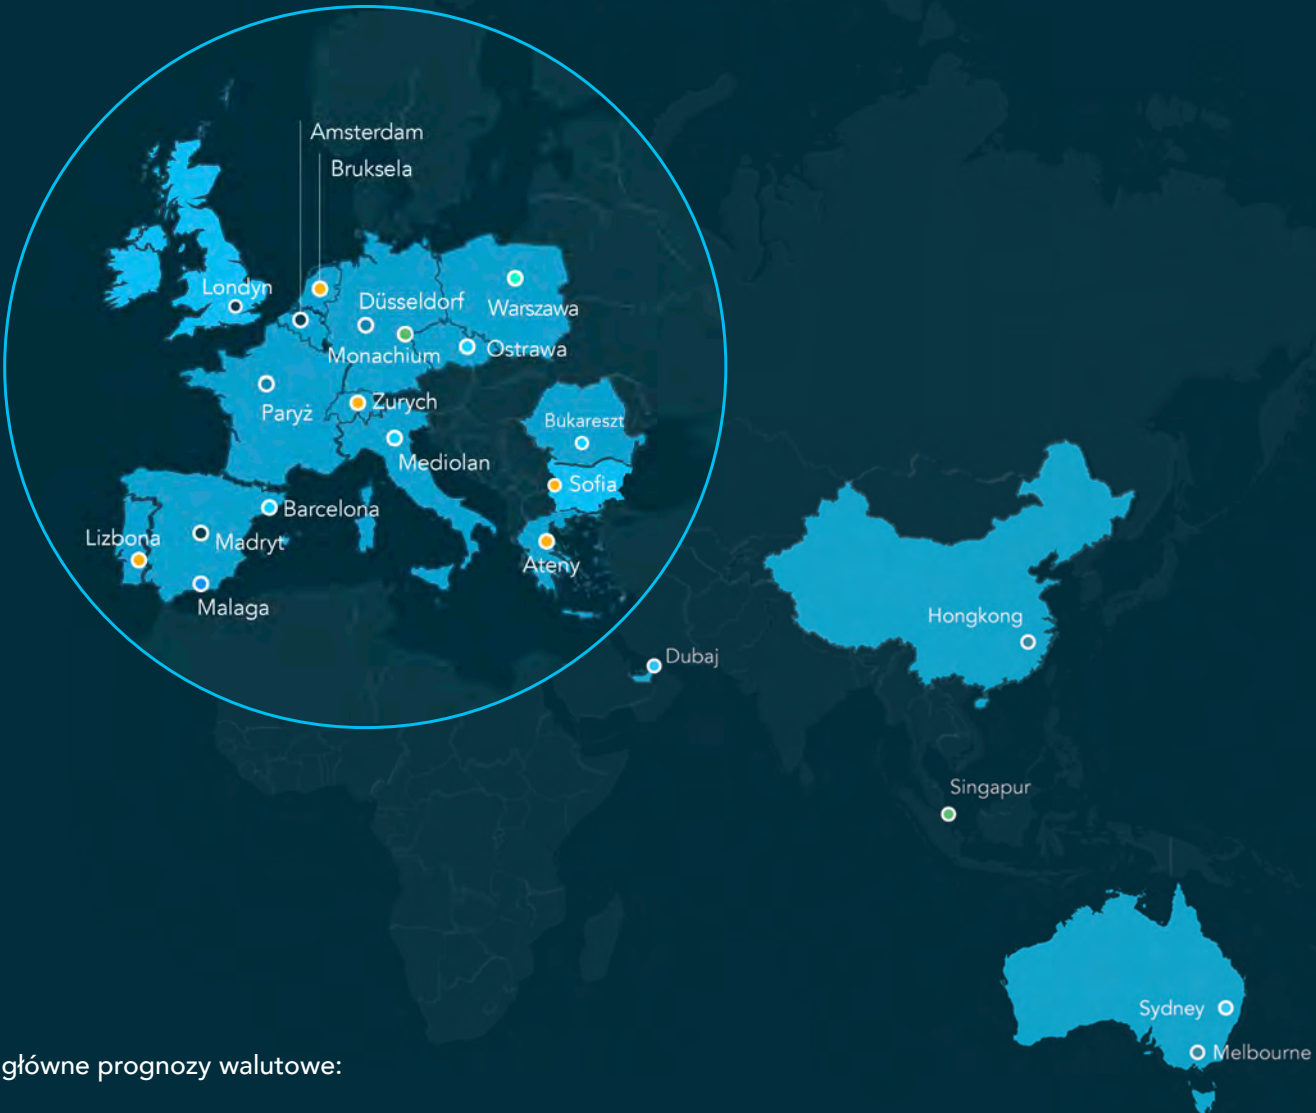 Amsterdam
Bruksela
Londyn
Düsseldorf
Warszawa
Monachium
Ostrawa
Paryż
Zurych
Bukareszt
Mediolan
Sofia
Barcelona
Lizbona
Madryt
Ateny
Malaga
Hongkong
Dubaj
Singapur
Sydney
Melbourne
główne prognozy walutowe: